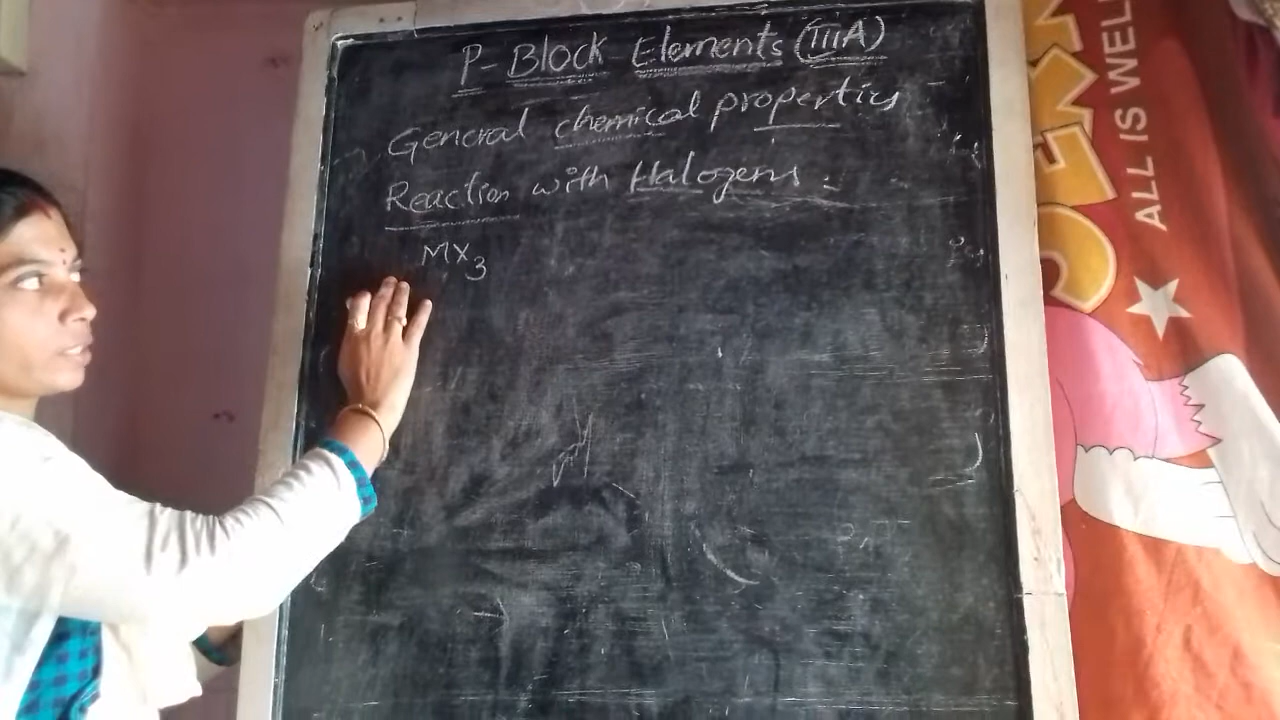 P-Block Elements (IIIA)
General chemical properties
Reaction with Halogens :
MX3
ALL IS WELL